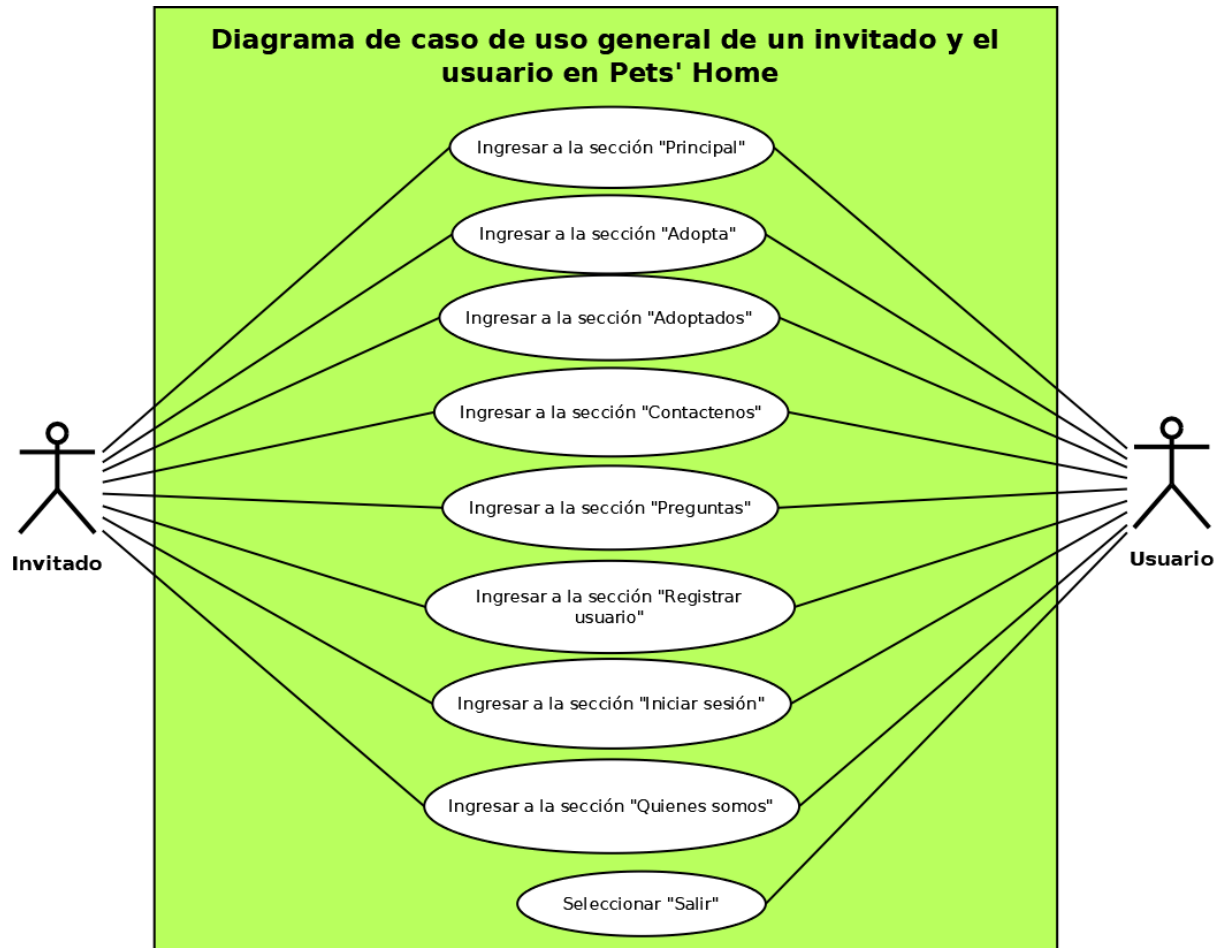 Diagrama de caso de uso general de un invitado y el
usuario en Pets' Home
Ingresar a la sección "Principal"
Ingresar a la sección "Adopta"
Ingresar a la sección "Adoptados"
Ingresar a la sección "Contactenos"
Ingresar a la sección "Preguntas"
Invitado
Usuario
Ingresar a la sección "Registrar
usuario"
Ingresar a la sección "Iniciar sesión"
Ingresar a la sección "Quienes somos"
Seleccionar "Salir"